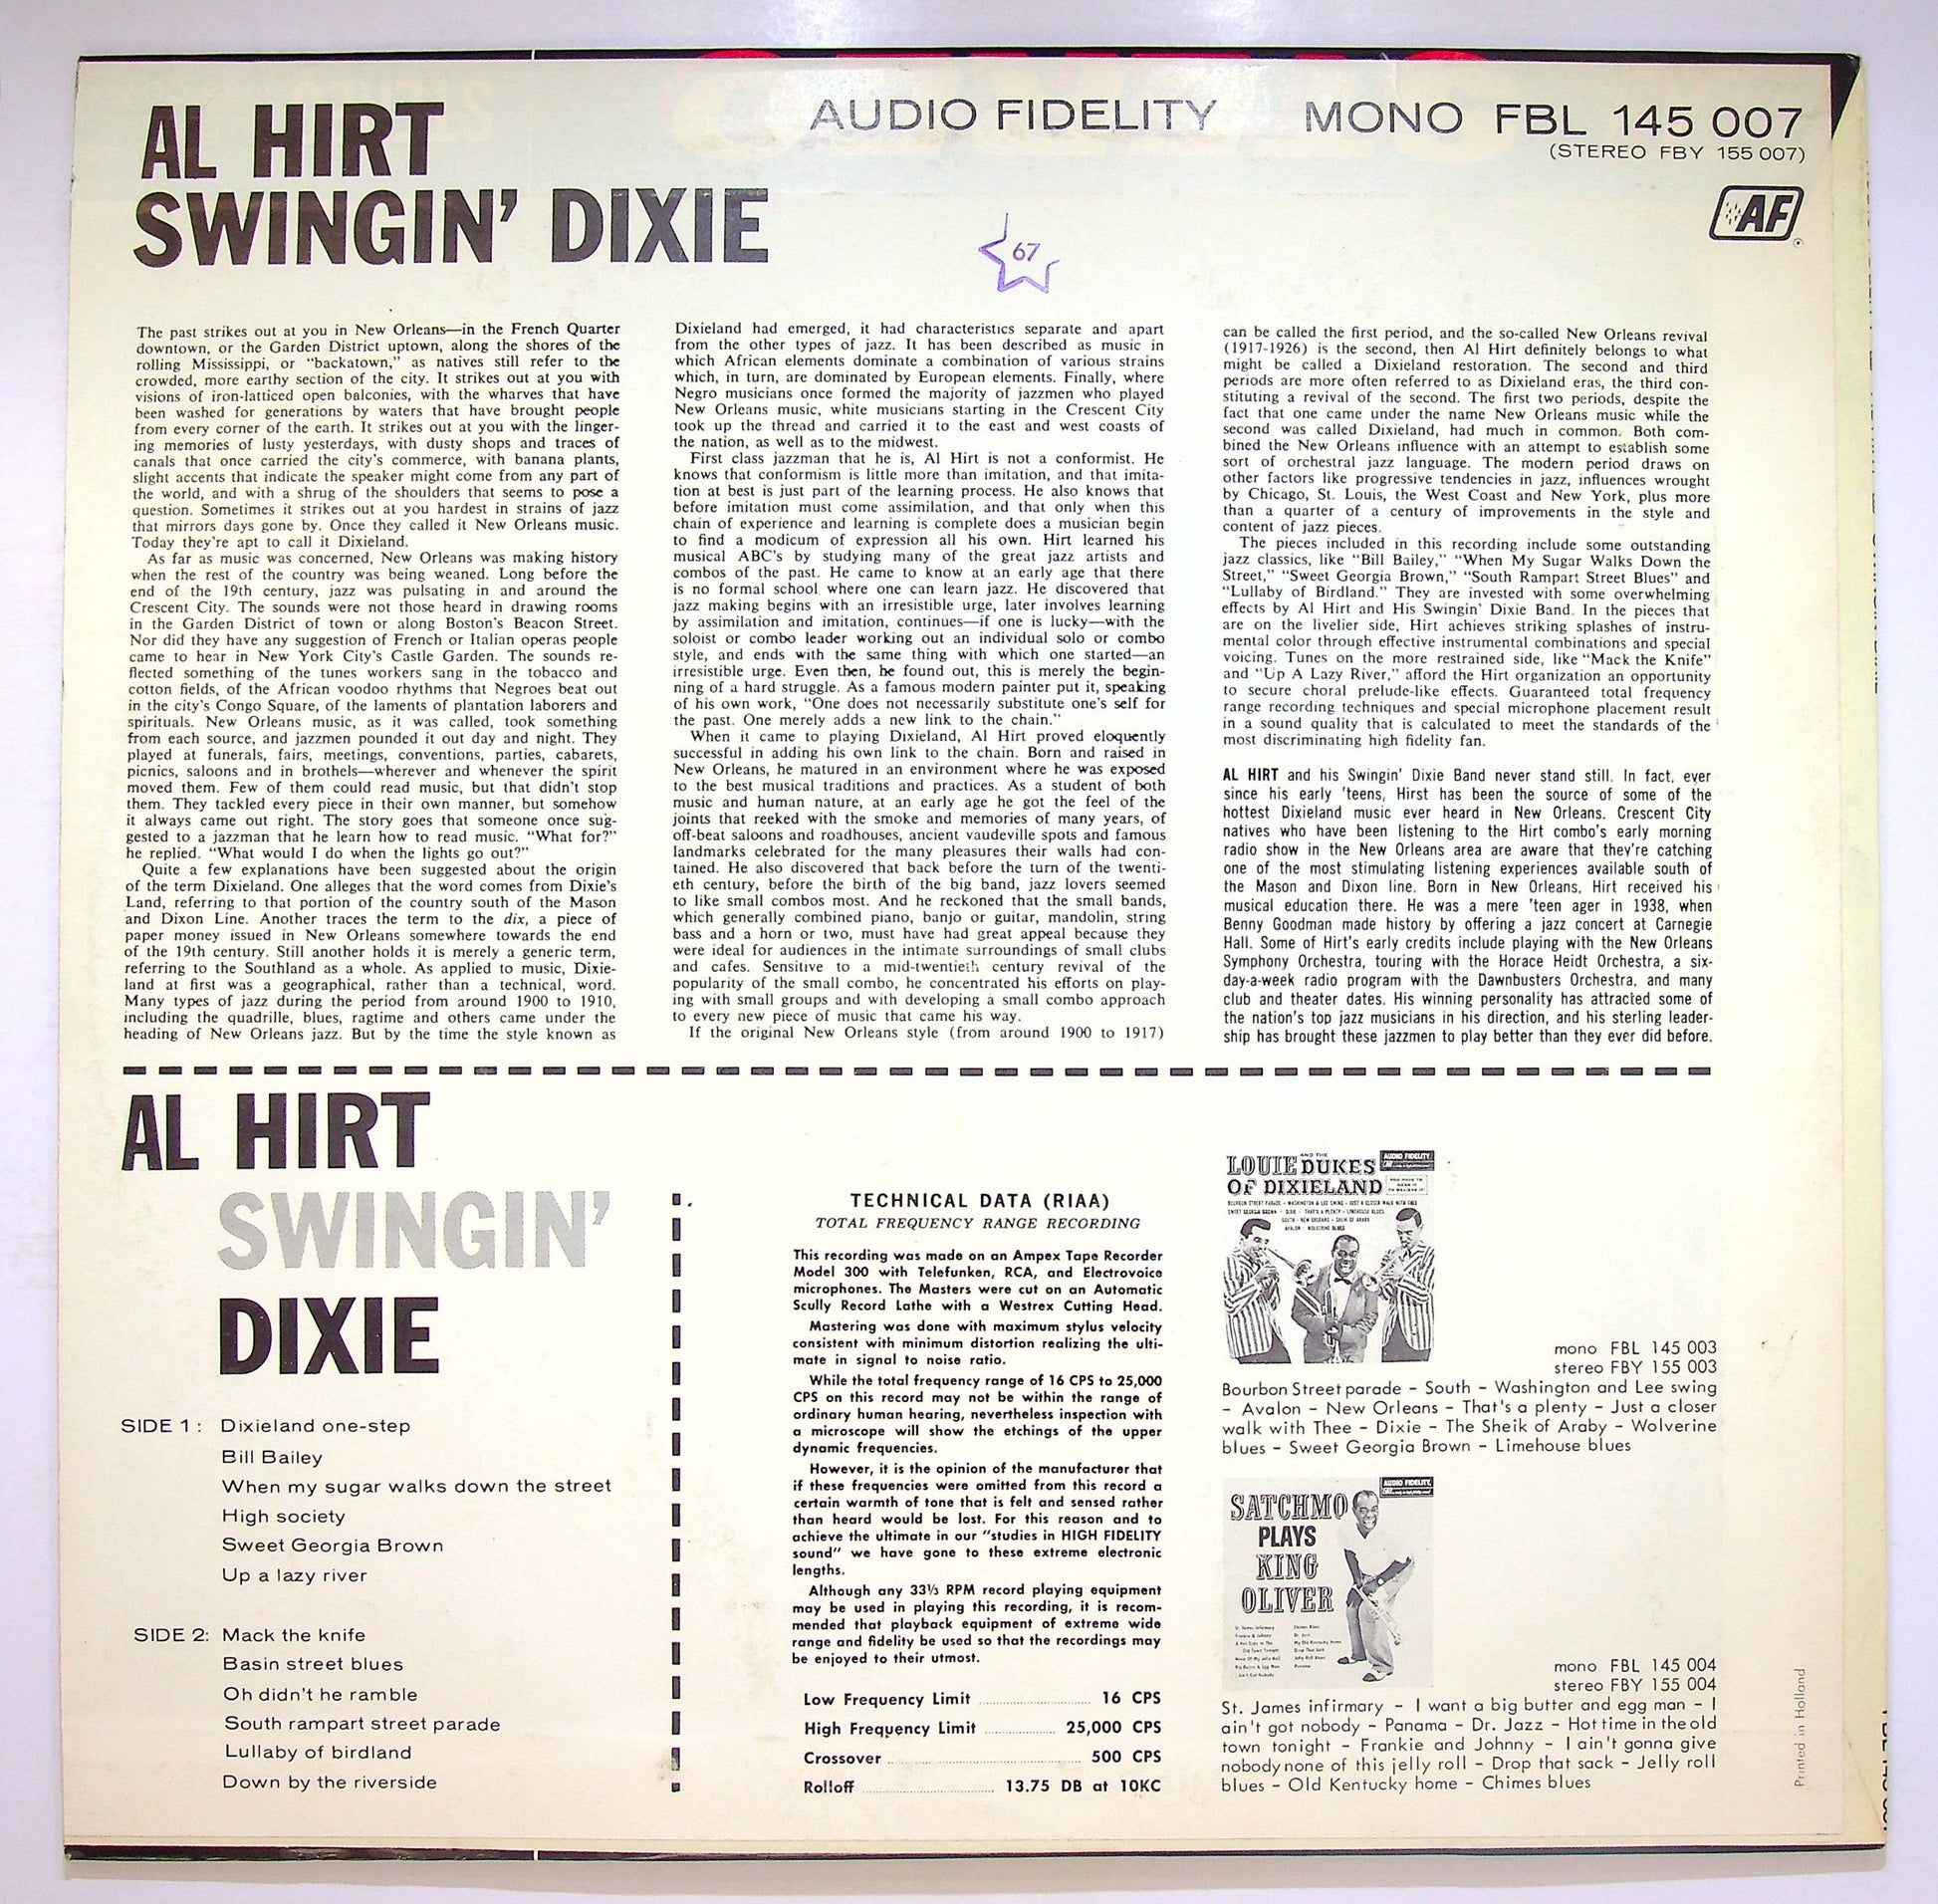 AL HIRT
SWINGIN' DIXIE
AUDIO FIDELITY MONO FBL 145 007
(STEREO FBY 155 007)
AF
67
The past strikes out at you in New Orleans—in the French Quarter
downtown, or the Garden District uptown, along the shores of the
rolling Mississippi, or "backatown," as natives still refer to the
crowded, more earthy section of the city. It strikes out at you with
visions of iron-latticed open balconies, with the wharves that have
been washed for generations by waters that have brought people
from every corner of the earth. It strikes out at you with the linger-
ing memories of lusty yesterdays, with dusty shops and traces of
canals that once carried the city's commerce, with banana plants,
slight accents that indicate the speaker might come from any part of
the world, and with a shrug of the shoulders that seems to pose a
question. Sometimes it strikes out at you hardest in strains of jazz
that mirrors days gone by. Once they called it New Orleans music.
Today they're apt to call it Dixieland.
As far as music was concerned, New Orleans was making history
when the rest of the country was being weaned. Long before the
end of the 19th century, jazz was pulsating in and around the
Crescent City. The sounds were not those heard in drawing rooms
in the Garden District of town or along Boston's Beacon Street.
Nor did they have any suggestion of French or Italian operas people
came to hear in New York City's Castle Garden. The sounds re-
flected something of the tunes workers sang in the tobacco and
cotton fields, of the African voodoo rhythms that Negroes beat out
in the city's Congo Square, of the laments of plantation laborers and
spirituals. New Orleans music, as it was called, took something
from each source, and jazzmen pounded it out day and night. They
played at funerals, fairs, meetings, conventions, parties, cabarets,
picnics, saloons and in brothels—wherever and whenever the spirit
moved them. Few of them could read music, but that didn't stop
them. They tackled every piece in their own manner, but somehow
it always came out right. The story goes that someone once sug-
gested to a jazzman that he learn how to read music. "What for?"
he replied. "What would I do when the lights go out?"
Quite a few explanations have been suggested about the origin
of the term Dixieland. One alleges that the word comes from Dixie's
Land, referring to that portion of the country south of the Mason
and Dixon Line. Another traces the term to the dix, a piece of
paper money issued in New Orleans somewhere towards the end
of the 19th century. Still another holds it is merely a generic term,
referring to the Southland as a whole. As applied to music, Dixie-
land at first was a geographical, rather than a technical, word.
Many types of jazz during the period from around 1900 to 1910,
including the quadrille, blues, ragtime and others came under the
heading of New Orleans jazz. But by the time the style known as
Dixieland had emerged, it had characteristics separate and apart
from the other types of jazz. It has been described as music in
which African elements dominate a combination of various strains
which, in turn, are dominated by European elements. Finally, where
Negro musicians once formed the majority of jazzmen who played
New Orleans music, white musicians starting in the Crescent City
took up the thread and carried it to the east and west coasts of
the nation, as well as to the midwest.
First class jazzman that he is, Al Hirt is not a conformist. He
knows that conformism is little more than imitation, and that imita-
tion at best is just part of the learning process. He also knows that
before imitation must come assimilation, and that only when this
chain of experience and learning is complete does a musician begin
to find a modicum of expression all his own. Hirt learned his
musical ABC's by studying many of the great jazz artists and
combos of the past. He came to know at an early age that there
is no formal school where one can learn jazz. He discovered that
jazz making begins with an irresistible urge, later involves learning
by assimilation and imitation, continues—if one is lucky—with the
soloist or combo leader working out an individual solo or combo
style, and ends with the same thing with which one started—an
irresistible urge. Even then, he found out, this is merely the begin-
ning of a hard struggle. As a famous modern painter put it, speaking
of his own work, "One does not necessarily substitute one's self for
the past. One merely adds a new link to the chain."
When it came to playing Dixieland, Al Hirt proved eloquently
successful in adding his own link to the chain. Born and raised in
New Orleans, he matured in an environment where he was exposed
to the best musical traditions and practices. As a student of both
music and human nature, at an early age he got the feel of the
joints that reeked with the smoke and memories of many years, of
off-beat saloons and roadhouses, ancient vaudeville spots and famous
landmarks celebrated for the many pleasures their walls had con-
tained. He also discovered that back before the turn of the twenti-
eth century, before the birth of the big band, jazz lovers seemed
to like small combos most. And he reckoned that the small bands,
which generally combined piano, banjo or guitar, mandolin, string
bass and a horn or two, must have had great appeal because they
were ideal for audiences in the intimate surroundings of small clubs
and cafes. Sensitive to a mid-twentieth century revival of the
popularity of the small combo, he concentrated his efforts on play-
ing with small groups and with developing a small combo approach
to every new piece of music that came his way.
If the original New Orleans style (from around 1900 to 1917)
can be called the first period, and the so-called New Orleans revival
(1917-1926) is the second, then Al Hirt definitely belongs to what
might be called a Dixieland restoration. The second and third
periods are more often referred to as Dixieland eras, the third con-
stituting a revival of the second. The first two periods, despite the
fact that one came under the name New Orleans music while the
second was called Dixieland, had much in common. Both com-
bined the New Orleans influence with an attempt to establish some
sort of orchestral jazz language. The modern period draws on
other factors like progressive tendencies in jazz, influences wrought
by Chicago, St. Louis, the West Coast and New York, plus more
than a quarter of a century of improvements in the style and
content of jazz pieces.
The pieces included in this recording include some outstanding
jazz classics, like "Bill Bailey," "When My Sugar Walks Down the
Street," "Sweet Georgia Brown," "South Rampart Street Blues" and
"Lullaby of Birdland." They are invested with some overwhelming
effects by Al Hirt and His Swingin' Dixie Band. In the pieces that
are on the livelier side, Hirt achieves striking splashes of instru-
mental color through effective instrumental combinations and special
voicing. Tunes on the more restrained side, like "Mack the Knife"
and "Up A Lazy River," afford the Hirt organization an opportunity
to secure choral prelude-like effects. Guaranteed total frequency
range recording techniques and special microphone placement result
in a sound quality that is calculated to meet the standards of the
most discriminating high fidelity fan.
AL HIRT and his Swingin' Dixie Band never stand still. In fact, ever
since his early 'teens, Hirst has been the source of some of the
hottest Dixieland music ever heard in New Orleans. Crescent City
natives who have been listening to the Hirt combo's early morning
radio show in the New Orleans area are aware that they're catching
one of the most stimulating listening experiences available south of
the Mason and Dixon line. Born in New Orleans, Hirt received his
musical education there. He was a mere 'teen ager in 1938, when
Benny Goodman made history by offering a jazz concert at Carnegie
Hall. Some of Hirt's early credits include playing with the New Orleans
Symphony Orchestra, touring with the Horace Heidt Orchestra, a six-
day-a-week radio program with the Dawnbusters Orchestra, and many
club and theater dates. His winning personality has attracted some of
the nation's top jazz musicians in his direction, and his sterling leader-
ship has brought these jazzmen to play better than they ever did before.
AL HIRT
SWINGIN'
DIXIE
SIDE 1: Dixieland one-step
Bill Bailey
When my sugar walks down the street
High society
Sweet Georgia Brown
Up a lazy river
SIDE 2: Mack the knife
Basin street blues
Oh didn't he ramble
South rampart street parade
Lullaby of birdland
Down by the riverside
TECHNICAL DATA (RIAA)
TOTAL FREQUENCY RANGE RECORDING
This recording was made on an Ampex Tape Recorder
Model 300 with Telefunken, RCA, and Electrovoice
microphones. The Masters were cut on an Automatic
Scully Record Lathe with a Westrex Cutting Head.
Mastering was done with maximum stylus velocity
consistent with minimum distortion realizing the ulti-
mate in signal to noise ratio.
While the total frequency range of 16 CPS to 25,000
CPS on this record may not be within the range of
ordinary human hearing, nevertheless inspection with
a microscope will show the etchings of the upper
dynamic frequencies.
However, it is the opinion of the manufacturer that
if these frequencies were omitted from this record a
certain warmth of tone that is felt and sensed rather
than heard would be lost. For this reason and to
achieve the ultimate in our "studies in HIGH FIDELITY
sound" we have gone to these extreme electronic
lengths.
Although any 33⅓ RPM record playing equipment
may be used in playing this recording, it is recom-
mended that playback equipment of extreme wide
range and fidelity be used so that the recordings may
be enjoyed to their utmost.
Low Frequency Limit 16 CPS
High Frequency Limit 25,000 CPS
Crossover 500 CPS
Rolloff 13.75 DB at 10KC
LOUIE AND THE DUKES
OF DIXIELAND
AUDIO FIDELITY
mono FBL 145 003
stereo FBY 155 003
Bourbon Street parade – South – Washington and Lee swing
– Avalon – New Orleans – That's a plenty – Just a closer
walk with Thee – Dixie – The Sheik of Araby – Wolverine
blues – Sweet Georgia Brown – Limehouse blues
AUDIO FIDELITY
SATCHMO
PLAYS
KING
OLIVER
mono FBL 145 004
stereo FBY 155 004
St. James infirmary – I want a big butter and egg man – I
ain't got nobody – Panama – Dr. Jazz – Hot time in the old
town tonight – Frankie and Johnny – I ain't gonna give
nobody none of this jelly roll – Drop that sack – Jelly roll
blues – Old Kentucky home – Chimes blues
Printed in Holland